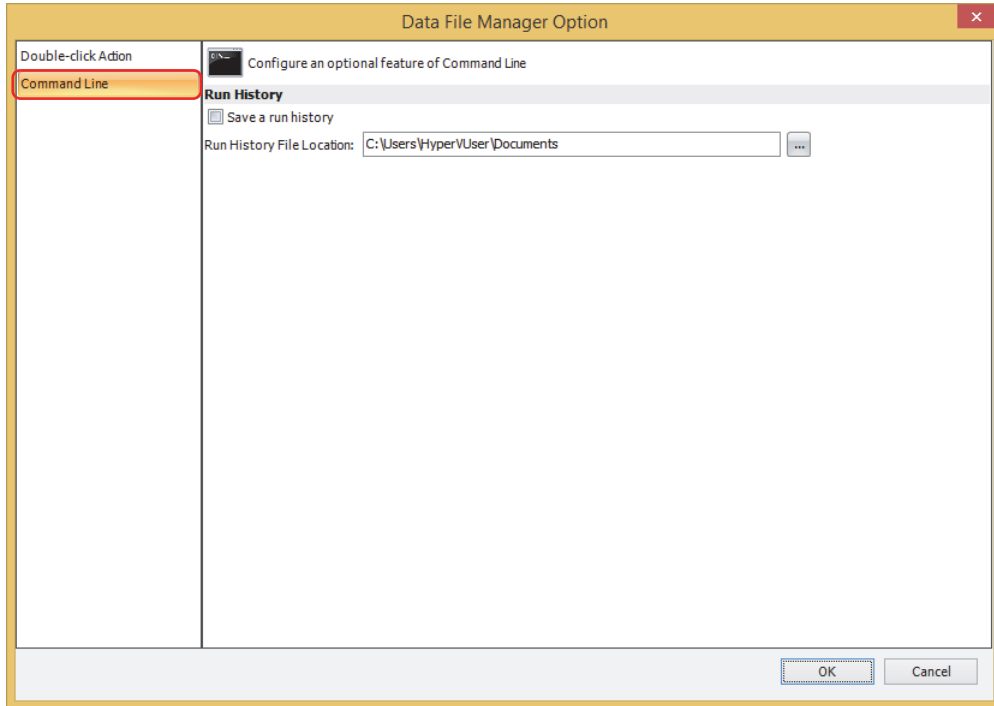 Data File Manager Option
Double-click Action
Command Line
Configure an optional feature of Command Line
Run History
Save a run history
Run History File Location: C:\Users\HyperVUser\Documents ...
OK Cancel